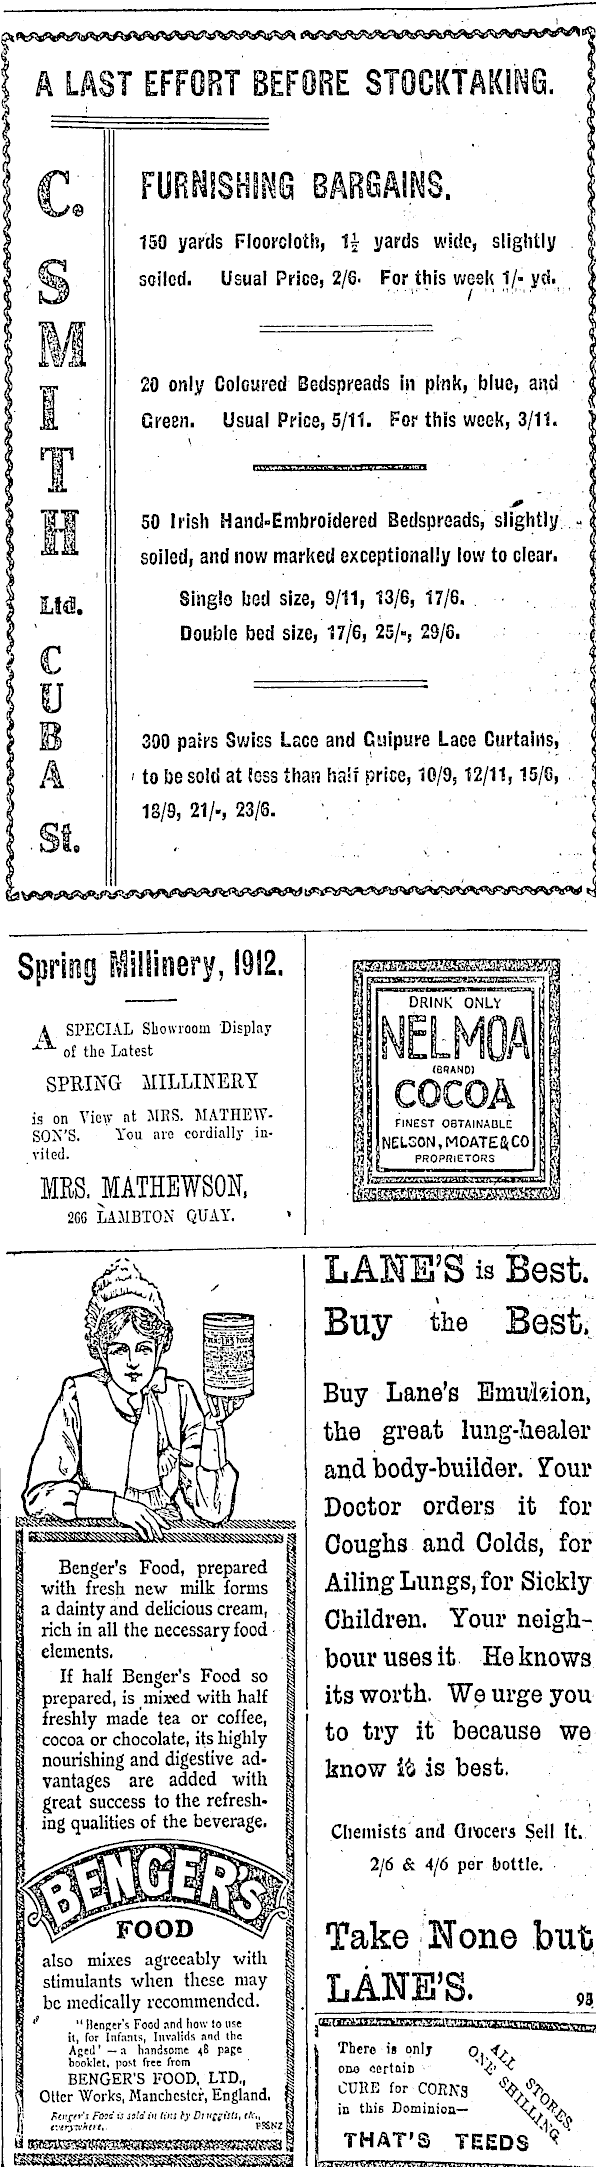 A LAST EFFORT BEFORE STOCKTAKING.
C. SMITH Ltd. CUBA St.
FURNISHING BARGAINS.
150 yards Floorcloth, 1½ yards wide, slightly
soiled. Usual Price, 2/6. For this week 1/- yd.
20 only Coloured Bedspreads in pink, blue, and
Green. Usual Price, 5/11. For this week, 3/11.
50 Irish Hand-Embroidered Bedspreads, slightly
soiled, and now marked exceptionally low to clear.
Single bed size, 9/11, 13/6, 17/6.
Double bed size, 17/6, 25/-, 29/6.
300 pairs Swiss Lace and Guipure Lace Curtains,
to be sold at less than half price, 10/9, 12/11, 15/6,
18/9, 21/-, 23/6.
Spring Millinery, 1912.
A SPECIAL Showroom Display
of the Latest
SPRING MILLINERY
is on View at MRS. MATHEW-
SON'S. You are cordially in-
vited.
MRS. MATHEWSON,
266 LAMBTON QUAY.
DRINK ONLY
NELMOA
(BRAND)
COCOA
FINEST OBTAINABLE
NELSON, MOATE & CO
PROPRIETORS
Benger's Food, prepared
with fresh new milk forms
a dainty and delicious cream,
rich in all the necessary food
elements.
If half Benger's Food so
prepared, is mixed with half
freshly made tea or coffee,
cocoa or chocolate, its highly
nourishing and digestive ad-
vantages are added with
great success to the refresh-
ing qualities of the beverage.
BENGER'S
FOOD
also mixes agreeably with
stimulants when these may
be medically recommended.
"Benger's Food and how to use
it, for Infants, Invalids and the
Aged" — a handsome 48 page
booklet, post free from
BENGER'S FOOD, LTD.,
Otter Works, Manchester, England.
Benger's Food is sold in tins by Druggists, etc.,
everywhere.
LANE'S is Best.
Buy the Best.
Buy Lane's Emulsion,
the great lung-healer
and body-builder. Your
Doctor orders it for
Coughs and Colds, for
Ailing Lungs, for Sickly
Children. Your neigh-
bour uses it. He knows
its worth. We urge you
to try it because we
know it is best.
Chemists and Grocers Sell It.
2/6 & 4/6 per bottle.
Take None but
LANE'S.
There is only
one certain
CURE for CORNS
in this Dominion—
THAT'S TEEDS
ALL STORES.
ONE SHILLING.